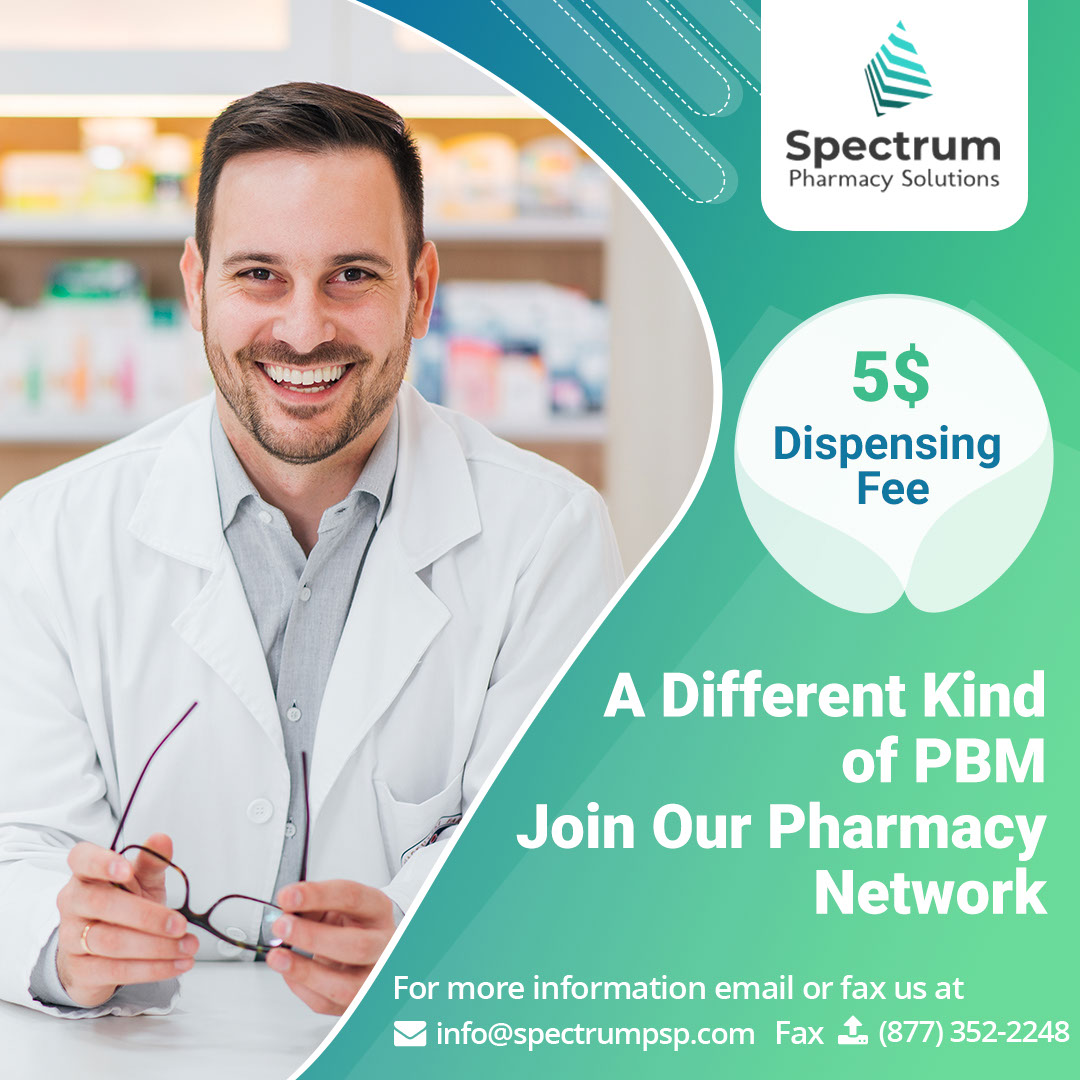 Spectrum
Pharmacy Solutions
5$
Dispensing
Fee
A Different Kind
of PBM
Join Our Pharmacy
Network
For more information email or fax us at
info@spectrumpsp.com Fax (877) 352-2248